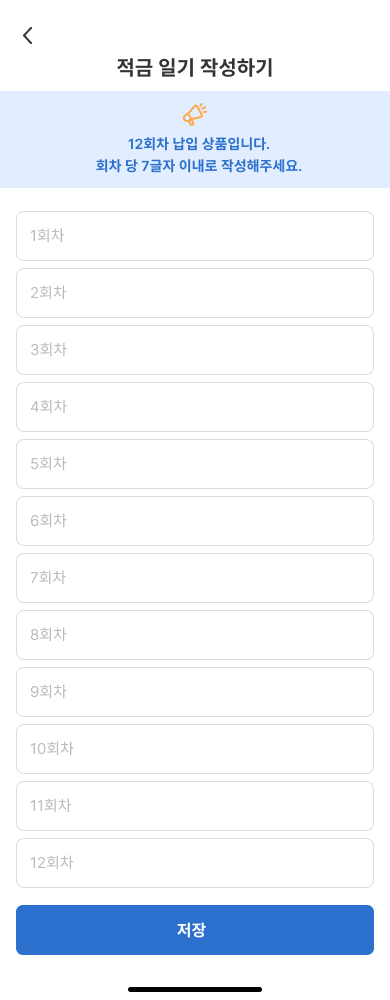 적금 일기 작성하기
12회차 납입 상품입니다.
회차 당 7글자 이내로 작성해주세요.
1회차
2회차
3회차
4회차
5회차
6회차
7회차
8회차
9회차
10회차
11회차
12회차
저장